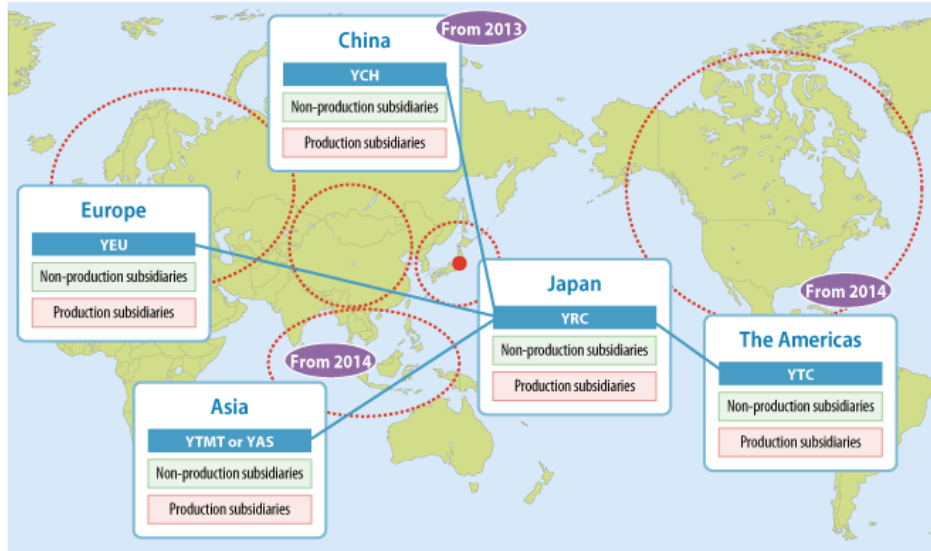 China
From 2013
YCH
Non-production subsidiaries
Production subsidiaries
Europe
YEU
Non-production subsidiaries
Production subsidiaries
Japan
YRC
Non-production subsidiaries
Production subsidiaries
From 2014
The Americas
YTC
Non-production subsidiaries
Production subsidiaries
From 2014
Asia
YTMT or YAS
Non-production subsidiaries
Production subsidiaries